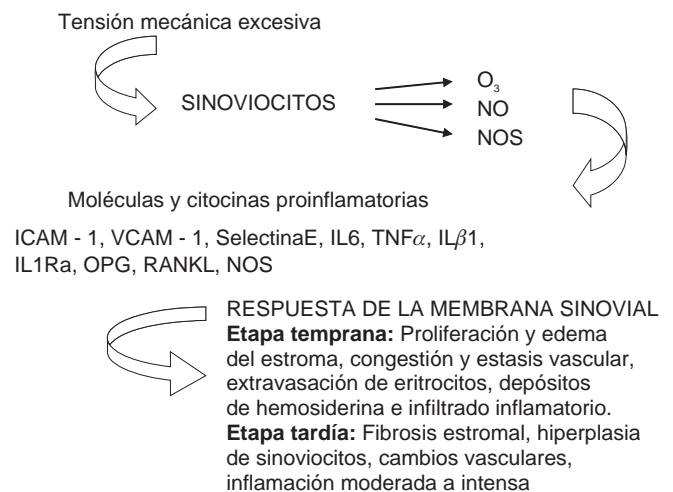 Tensión mecánica excesiva
SINOVIOCITOS
O₃
NO
NOS
Moléculas y citocinas proinflamatorias
ICAM - 1, VCAM - 1, SelectinaE, IL6, TNFα, ILβ1,
IL1Ra, OPG, RANKL, NOS
RESPUESTA DE LA MEMBRANA SINOVIAL
Etapa temprana: Proliferación y edema
del estroma, congestión y estasis vascular,
extravasación de eritrocitos, depósitos
de hemosiderina e infiltrado inflamatorio.
Etapa tardía: Fibrosis estromal, hiperplasia
de sinoviocitos, cambios vasculares,
inflamación moderada a intensa